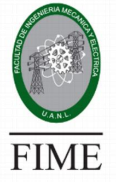 FACULTAD DE INGENIERIA MECANICA Y ELECTRICA
U.A.N.L.
FIME